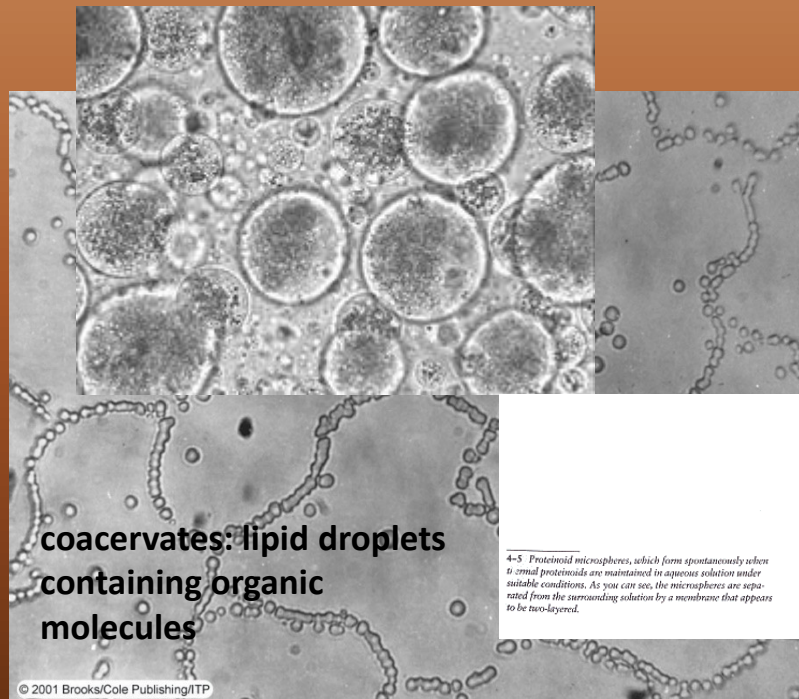 coacervates: lipid droplets
containing organic
molecules
4–5 Proteinoid microspheres, which form spontaneously when
thermal proteinoids are maintained in aqueous solution under
suitable conditions. As you can see, the microspheres are sepa-
rated from the surrounding solution by a membrane that appears
to be two-layered.
© 2001 Brooks/Cole Publishing/ITP